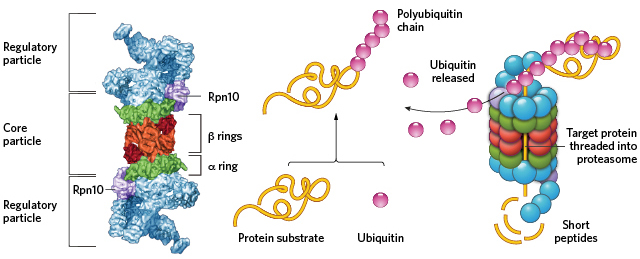 Regulatory
particle
Core
particle
Regulatory
particle
Rpn10
β rings
α ring
Rpn10
Polyubiquitin
chain
Ubiquitin
released
Protein substrate
Ubiquitin
Target protein
threaded into
proteasome
Short
peptides